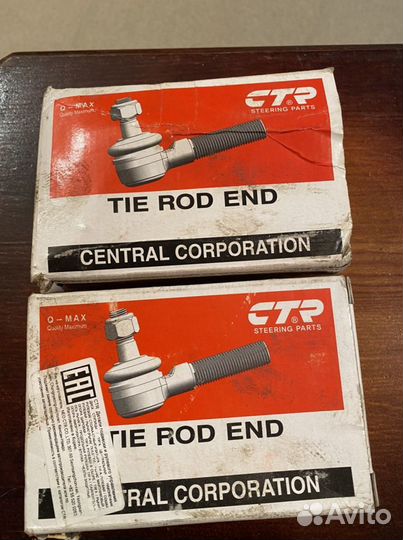 Q-MAX
Quality Maximum
CTR
®
STEERING PARTS
TIE ROD END
CENTRAL CORPORATION
Q-MAX
Quality Maximum
CTR
®
STEERING PARTS
EAC
TIE ROD END
CENTRAL CORPORATION
Avito